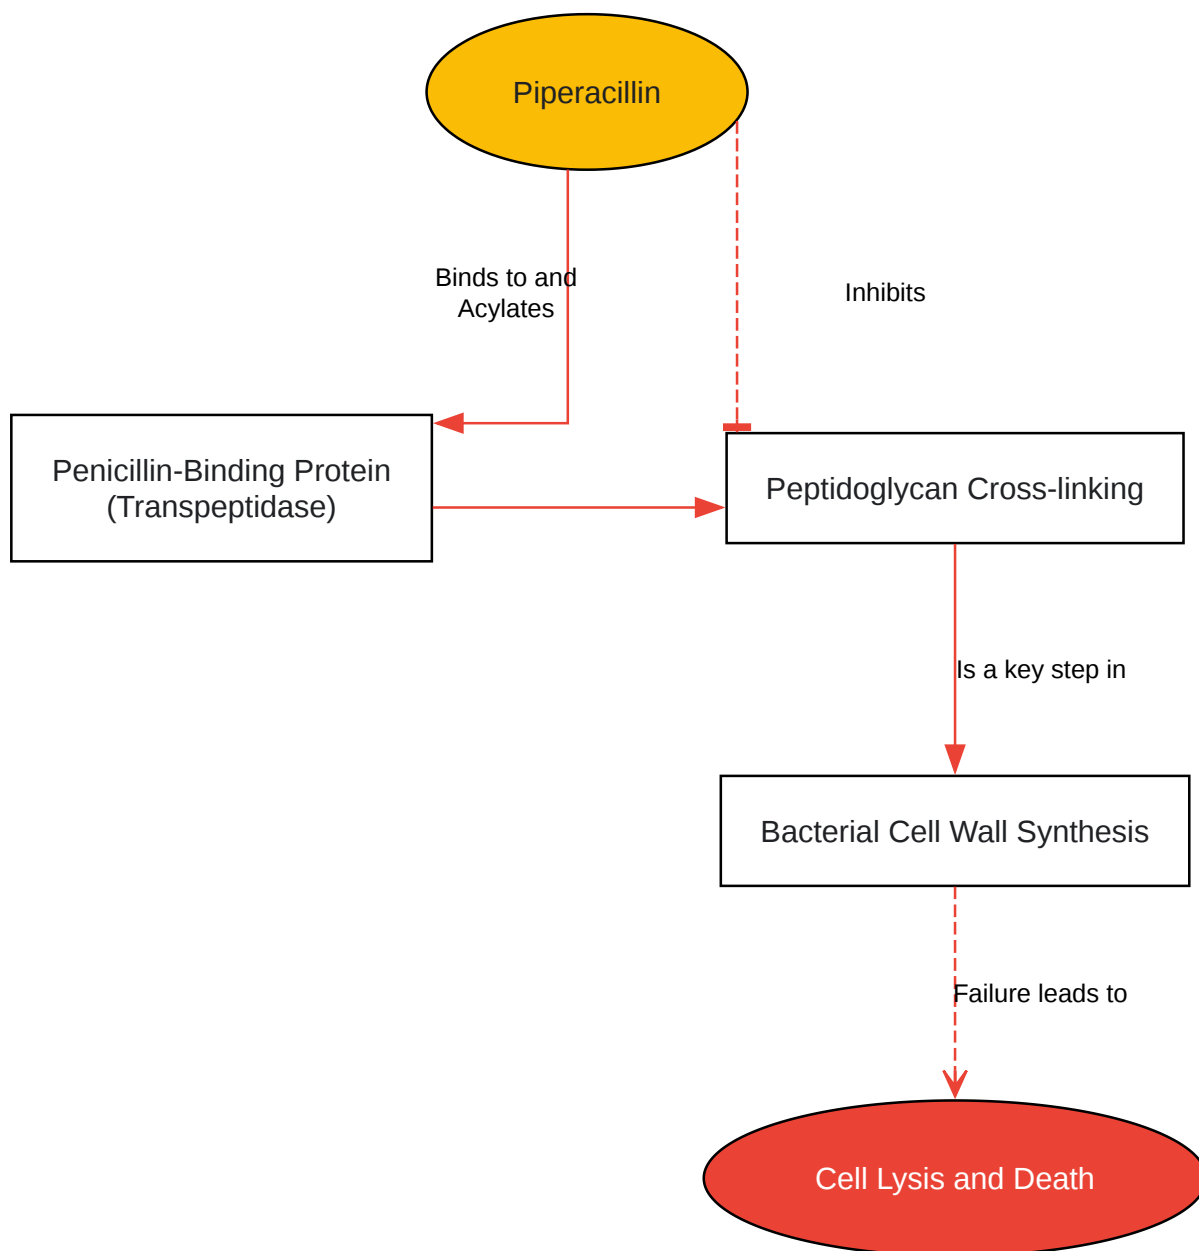 Piperacillin
Binds to and
Acylates
Inhibits
Penicillin-Binding Protein
(Transpeptidase)
Peptidoglycan Cross-linking
Is a key step in
Bacterial Cell Wall Synthesis
Failure leads to
Cell Lysis and Death